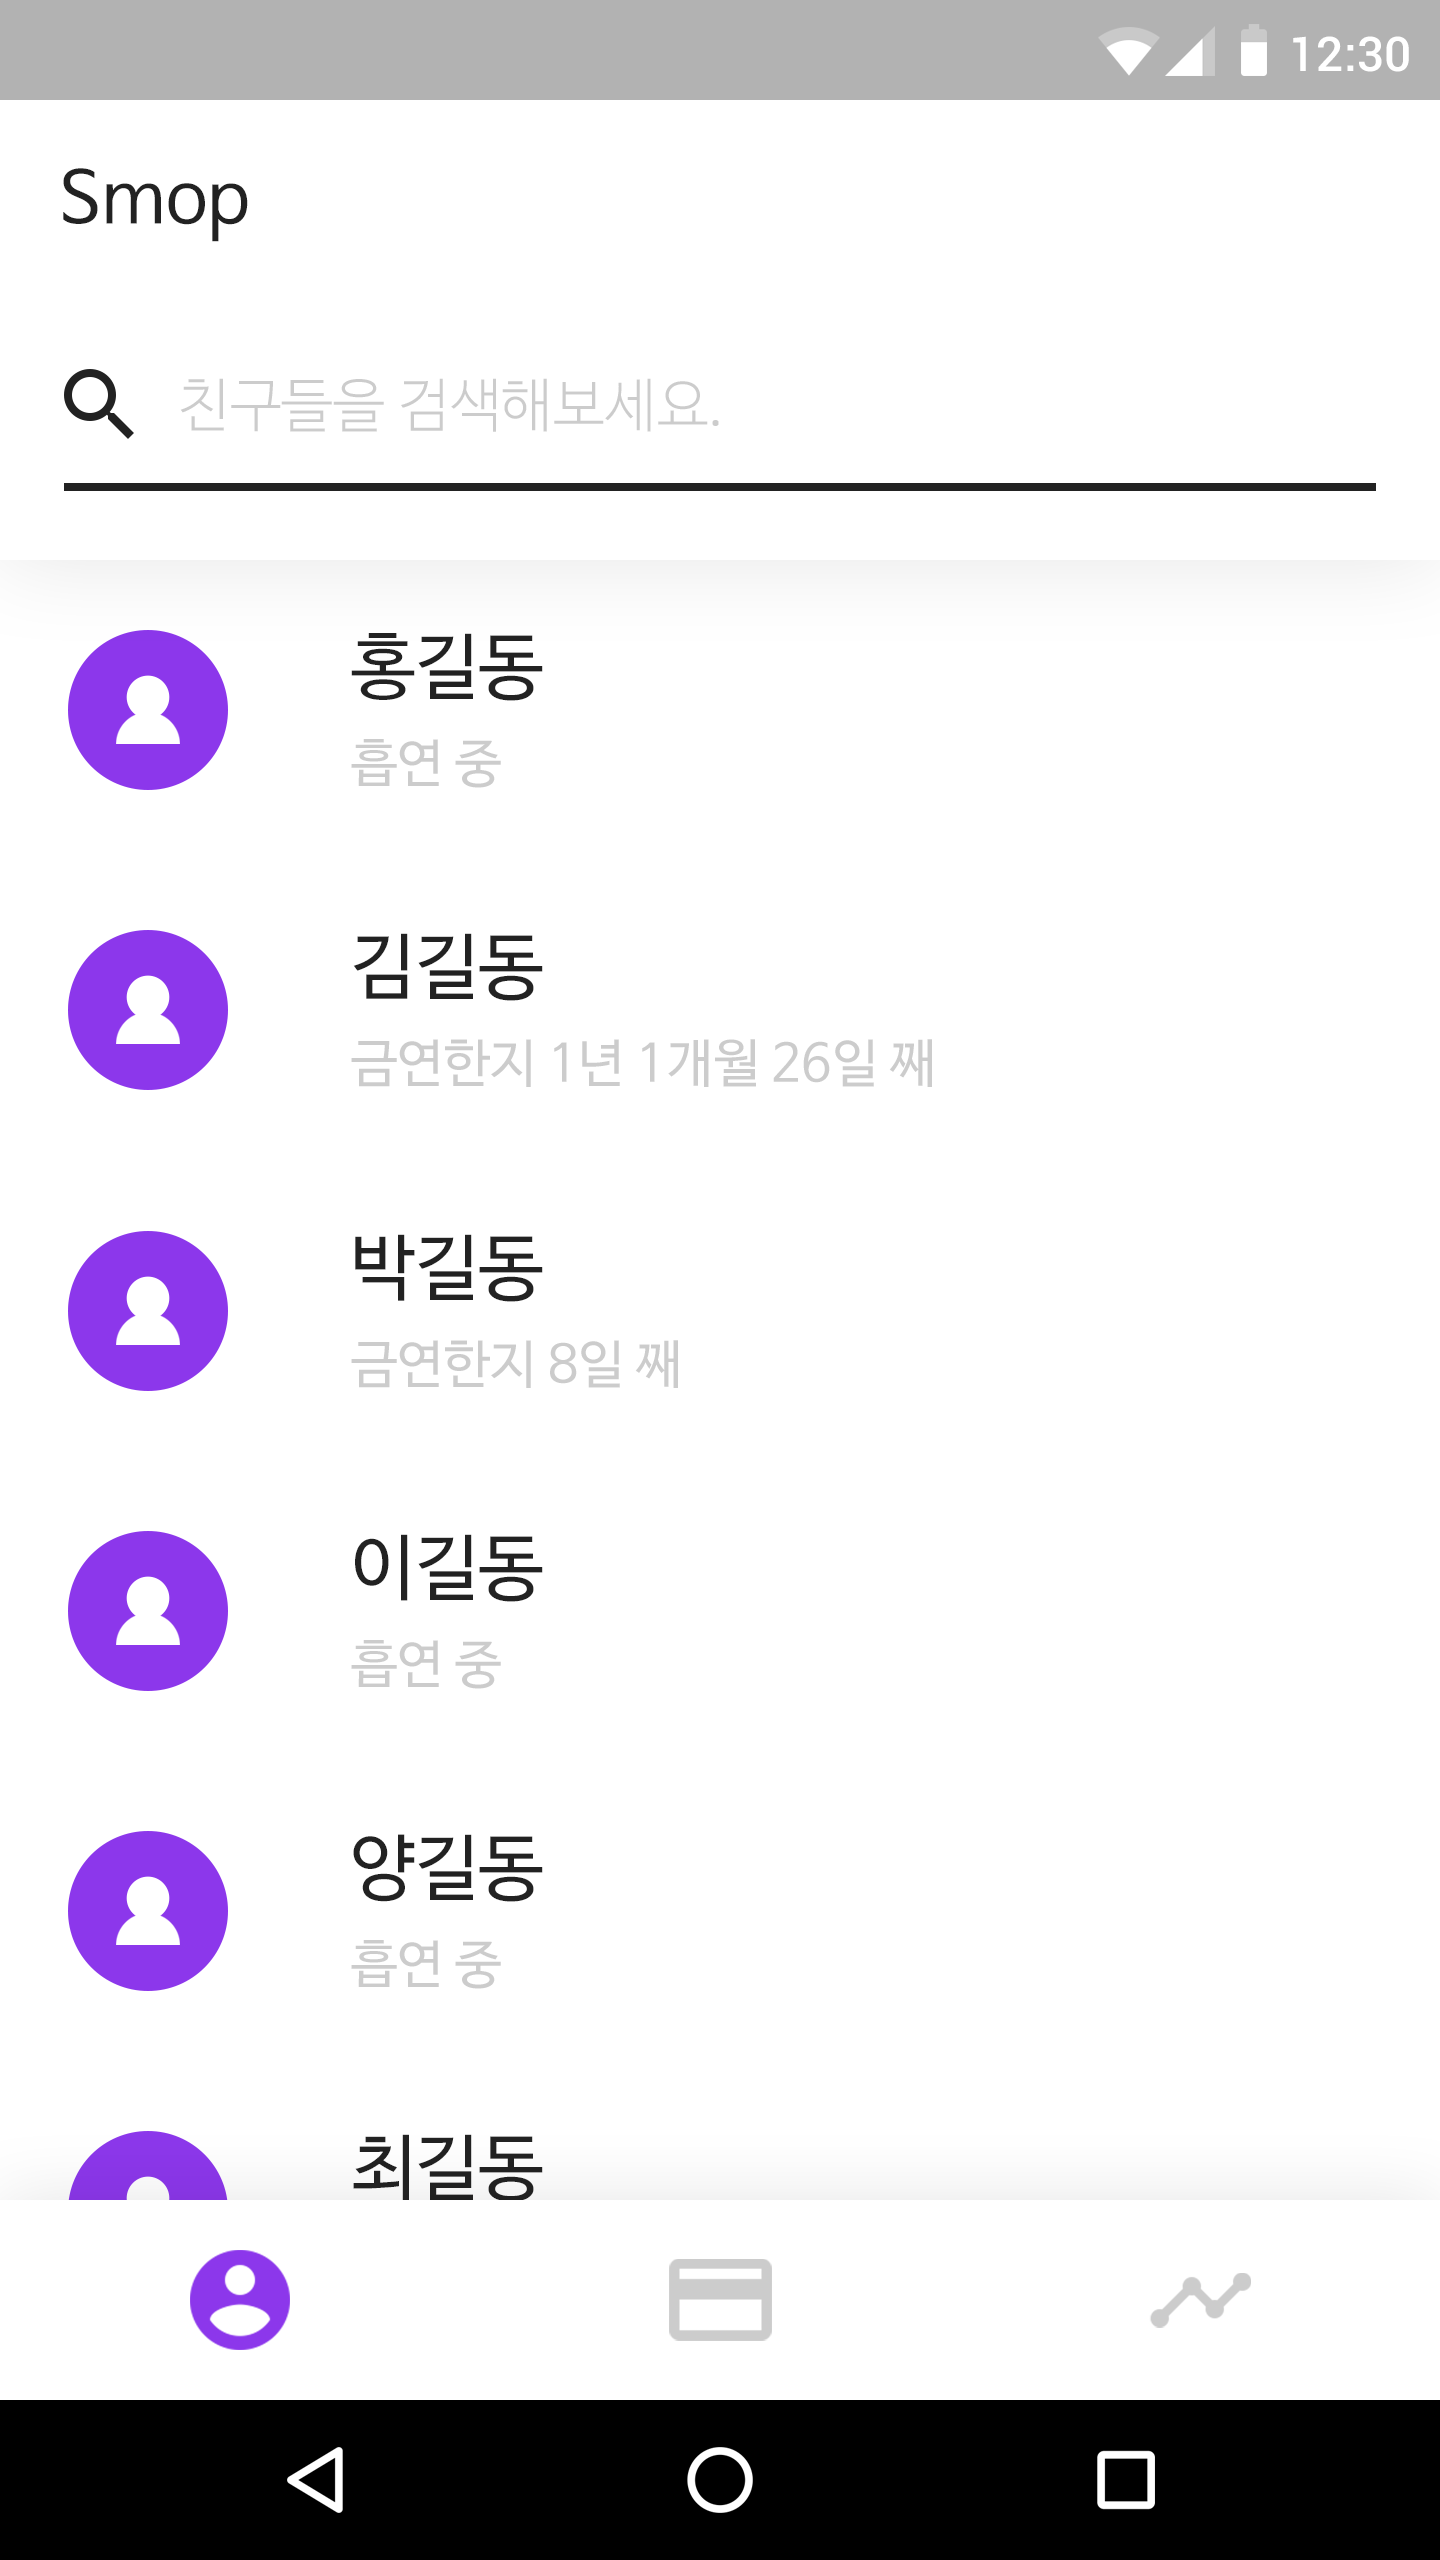 12:30
Smop
친구들을 검색해보세요.
홍길동
흡연 중
김길동
금연한지 1년 1개월 26일 째
박길동
금연한지 8일 째
이길동
흡연 중
양길동
흡연 중
최길동